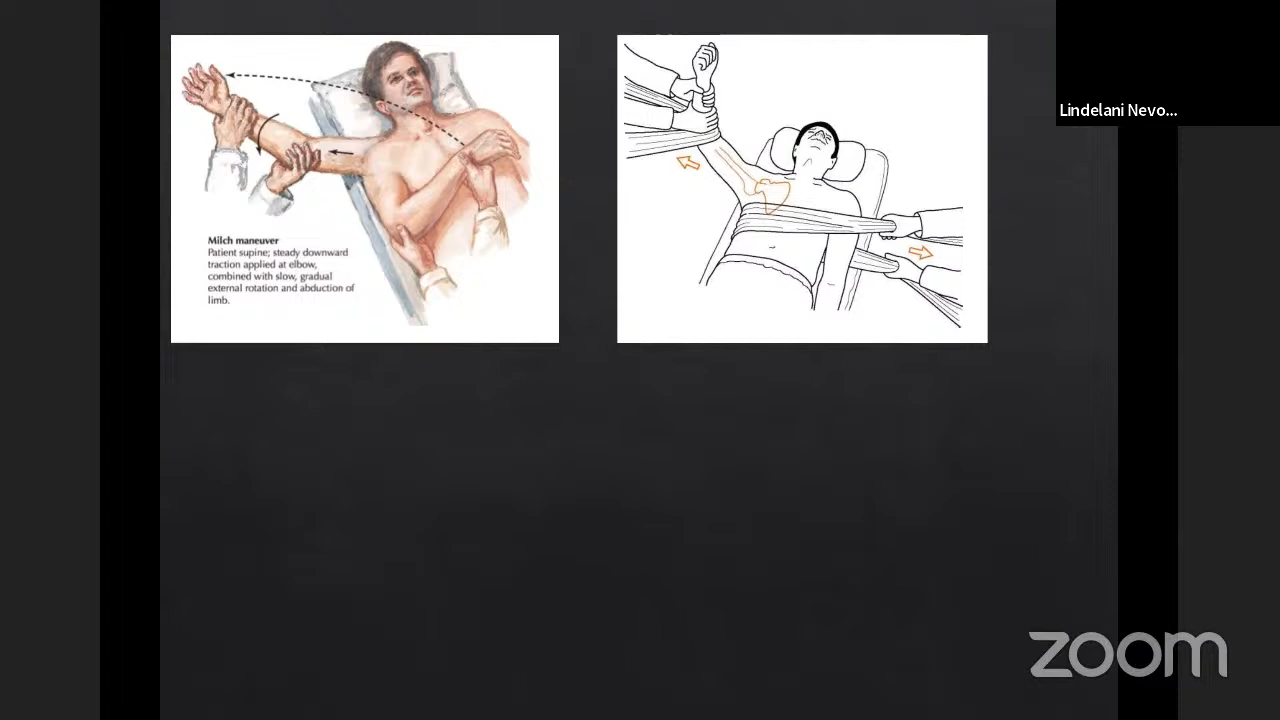 Lindelani Nevo...
Milch maneuver
Patient supine; steady downward
traction applied at elbow,
combined with slow, gradual
external rotation and abduction of
limb.
zoom